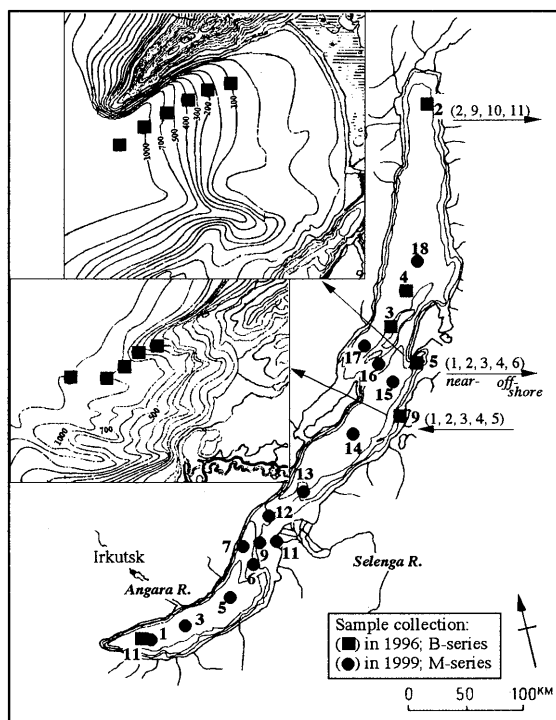 100
200
300
400
500
700
1000
2
(2, 9, 10, 11)
18
4
3
17
16
5
(1, 2, 3, 4, 6)
near- off-
shore
15
9
(1, 2, 3, 4, 5)
14
500
700
1000
13
12
7
9
11
6
Irkutsk
Selenga R.
Angara R.
5
3
1
11
Sample collection:
(■) in 1996; B-series
(●) in 1999; M-series
0 50 100 KM